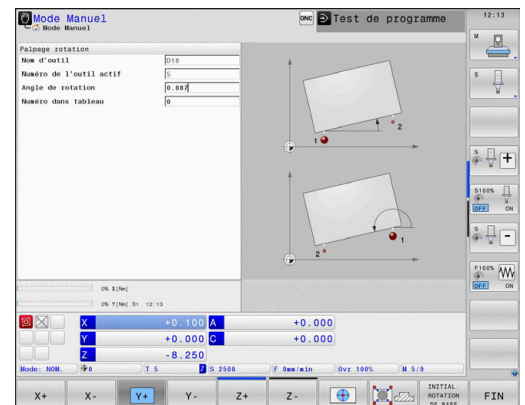 Mode Manuel
Mode Manuel
DNC
Test de programme
12:13
Palpage rotation
Nom d'outil D10
Numéro de l'outil actif 5
Angle de rotation 0.087
Numéro dans tableau 0
1
2
2
1
M
S
S
S100%
OFF ON
S
F100%
OFF ON
0% X[Nm]
0% Y[Nm] S1 12:13
X +0.100 A +0.000
Y +0.000 C +0.000
Z -8.250
Mode: NOM. 0 T 5 Z S 2500 F 0mm/min Ovr 100% M 5/9
X+
X-
Y+
Y-
Z+
Z-
INITIAL.
ROTATION
DE BASE
FIN